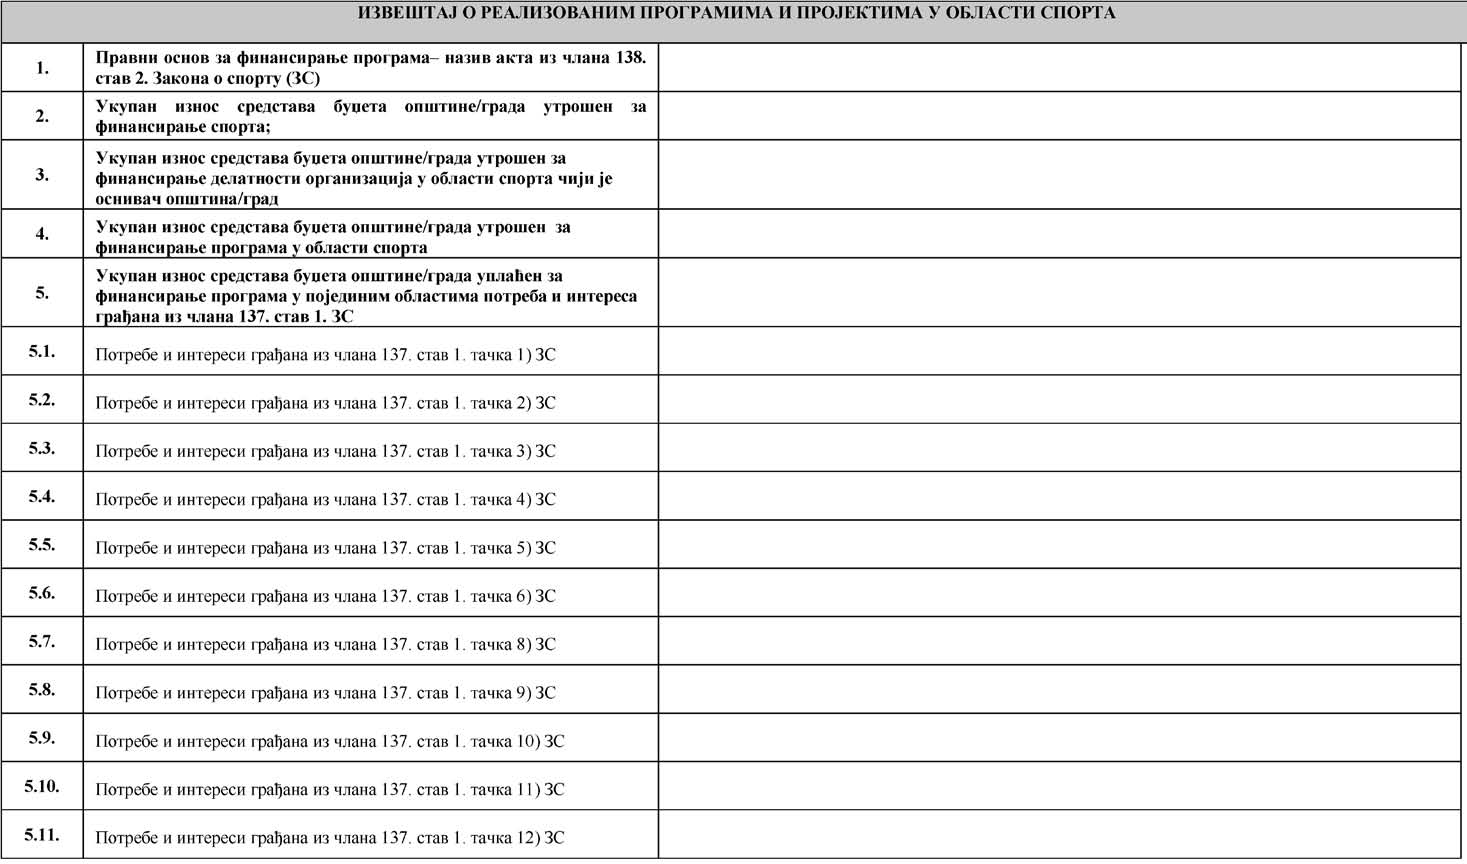 ИЗВЕШТАЈ О РЕАЛИЗОВАНИМ ПРОГРАМИМА И ПРОЈЕКТИМА У ОБЛАСТИ СПОРТА
1.
Правни основ за финансирање програма– назив акта из члана 138.
став 2. Закона о спорту (ЗС)
2.
Укупан износ средстава буџета општине/града утрошен за
финансирање спорта;
3.
Укупан износ средстава буџета општине/града утрошен за
финансирање делатности организација у области спорта чији је
оснивач општина/град
4.
Укупан износ средстава буџета општине/града утрошен за
финансирање програма у области спорта
5.
Укупан износ средстава буџета општине/града уплаћен за
финансирање програма у појединим областима потреба и интереса
грађана из члана 137. став 1. ЗС
5.1.
Потребе и интереси грађана из члана 137. став 1. тачка 1) ЗС
5.2.
Потребе и интереси грађана из члана 137. став 1. тачка 2) ЗС
5.3.
Потребе и интереси грађана из члана 137. став 1. тачка 3) ЗС
5.4.
Потребе и интереси грађана из члана 137. став 1. тачка 4) ЗС
5.5.
Потребе и интереси грађана из члана 137. став 1. тачка 5) ЗС
5.6.
Потребе и интереси грађана из члана 137. став 1. тачка 6) ЗС
5.7.
Потребе и интереси грађана из члана 137. став 1. тачка 8) ЗС
5.8.
Потребе и интереси грађана из члана 137. став 1. тачка 9) ЗС
5.9.
Потребе и интереси грађана из члана 137. став 1. тачка 10) ЗС
5.10.
Потребе и интереси грађана из члана 137. став 1. тачка 11) ЗС
5.11.
Потребе и интереси грађана из члана 137. став 1. тачка 12) ЗС